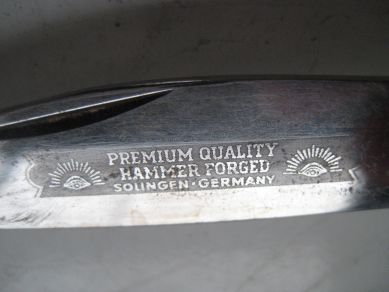 PREMIUM QUALITY
HAMMER FORGED
SOLINGEN-GERMANY